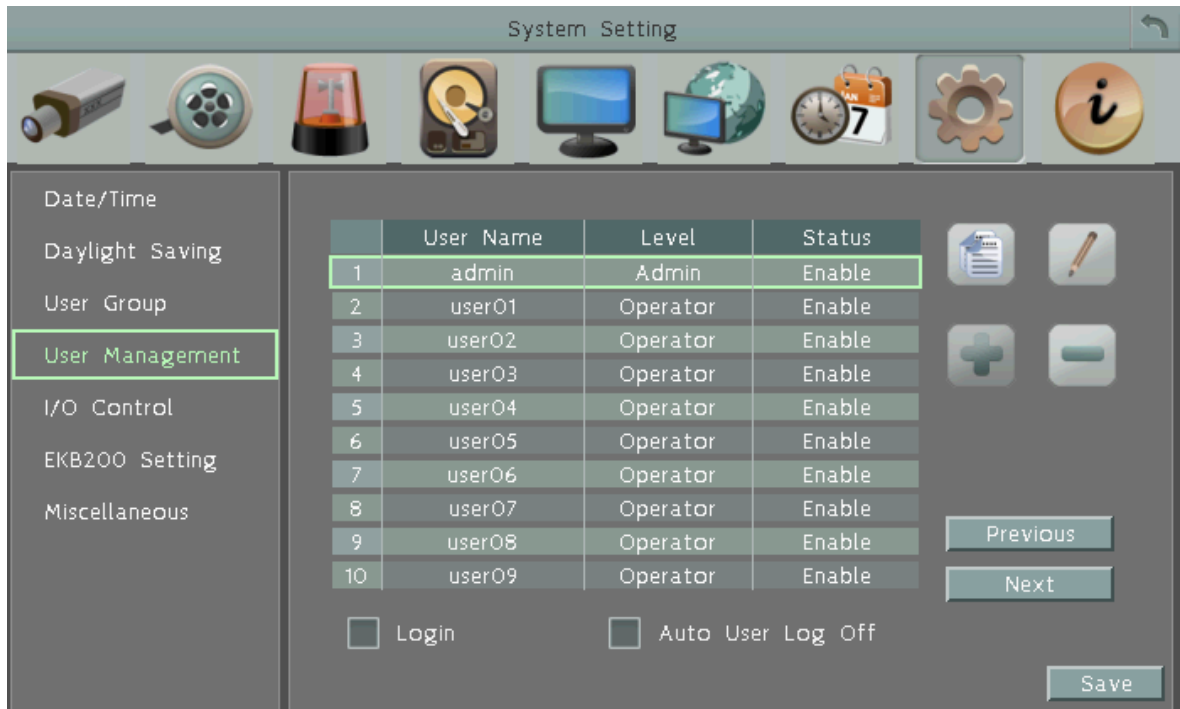 System Setting
JAN
7
Date/Time
Daylight Saving
User Group
User Management
I/O Control
EKB200 Setting
Miscellaneous
User Name Level Status
1 admin Admin Enable
2 user01 Operator Enable
3 user02 Operator Enable
4 user03 Operator Enable
5 user04 Operator Enable
6 user05 Operator Enable
7 user06 Operator Enable
8 user07 Operator Enable
9 user08 Operator Enable
10 user09 Operator Enable
Previous
Next
Login Auto User Log Off
Save